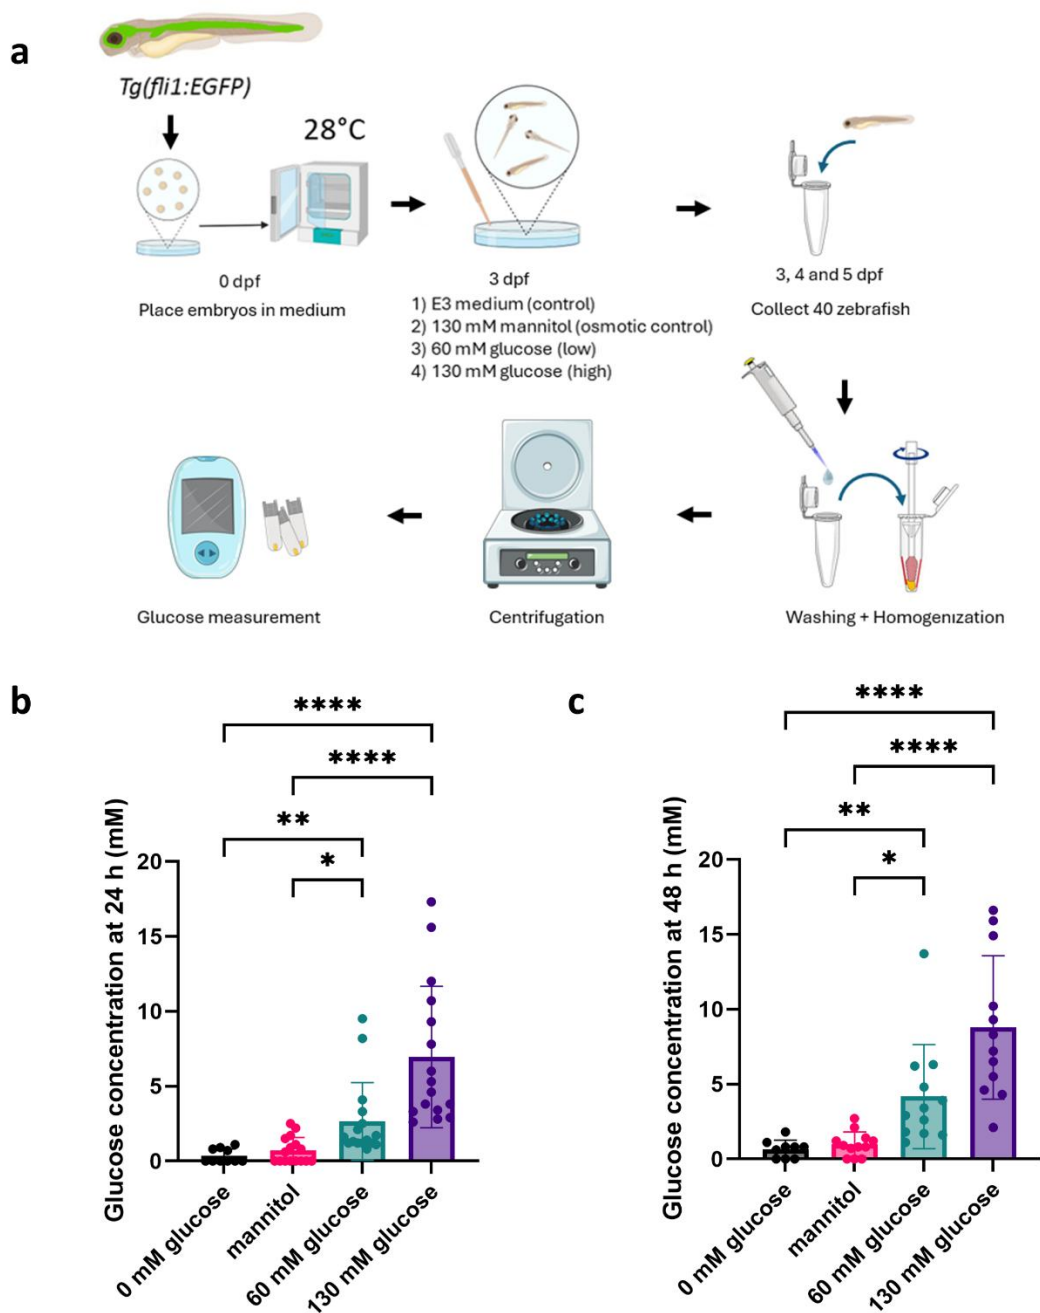 a
Tg(fli1:EGFP)
28°C
0 dpf
Place embryos in medium
3 dpf
1) E3 medium (control)
2) 130 mM mannitol (osmotic control)
3) 60 mM glucose (low)
4) 130 mM glucose (high)
3, 4 and 5 dpf
Collect 40 zebrafish
Glucose measurement
Centrifugation
Washing + Homogenization
b
****
****
**
*
Glucose concentration at 24 h (mM)
20
15
10
5
0
0 mM glucose
mannitol
60 mM glucose
130 mM glucose
c
****
****
**
*
Glucose concentration at 48 h (mM)
20
15
10
5
0
0 mM glucose
mannitol
60 mM glucose
130 mM glucose